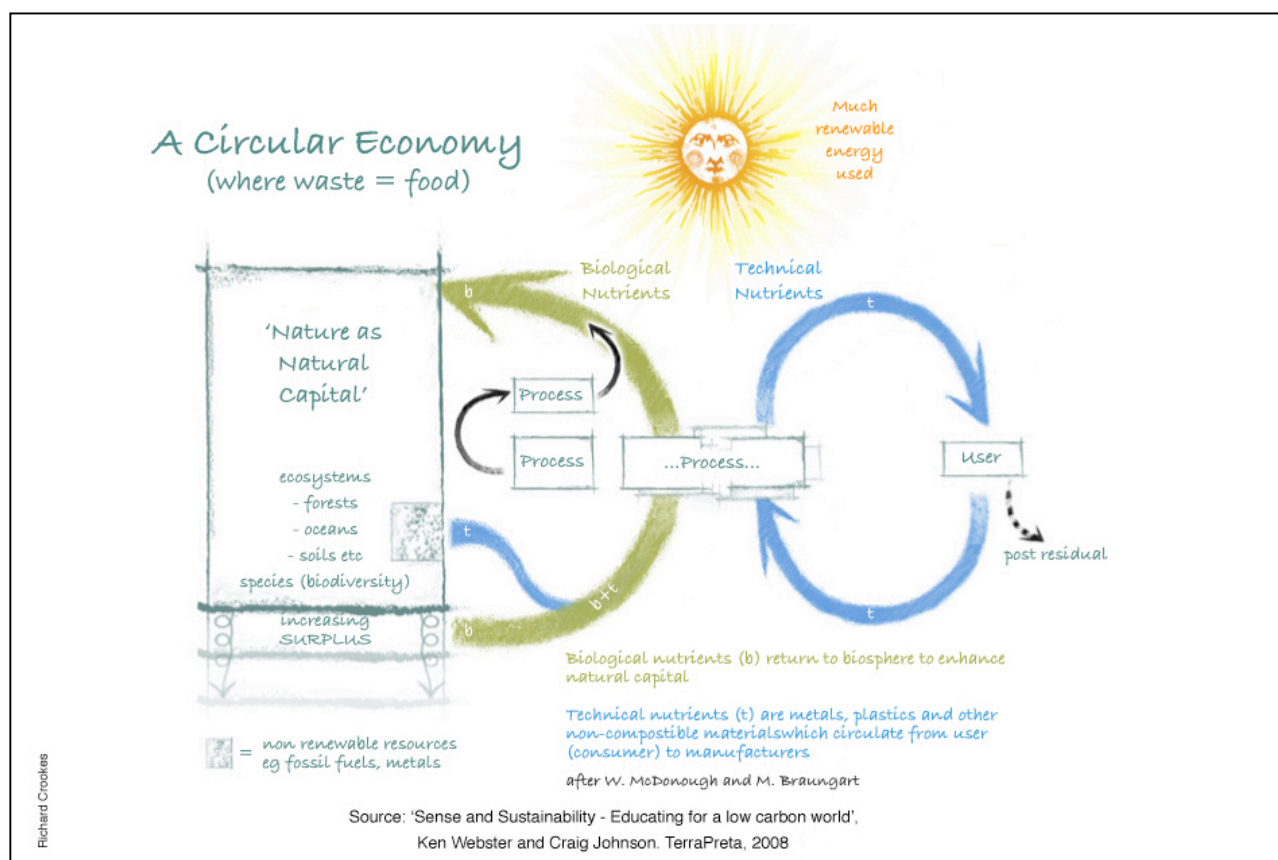 A Circular Economy
(where waste = food)
Much
renewable
energy
used
Biological
Nutrients
Technical
Nutrients
b
t
'Nature as
Natural
Capital'
Process
Process
...Process...
User
ecosystems
- forests
- oceans
- soils etc
species (biodiversity)
t
b+t
b
t
post residual
increasing
SURPLUS
Biological nutrients (b) return to biosphere to enhance
natural capital
Technical nutrients (t) are metals, plastics and other
non-compostible materialswhich circulate from user
(consumer) to manufacturers
after W. McDonough and M. Braungart
= non renewable resources
eg fossil fuels, metals
Source: 'Sense and Sustainability - Educating for a low carbon world',
Ken Webster and Craig Johnson. TerraPreta, 2008
Richard Crookes